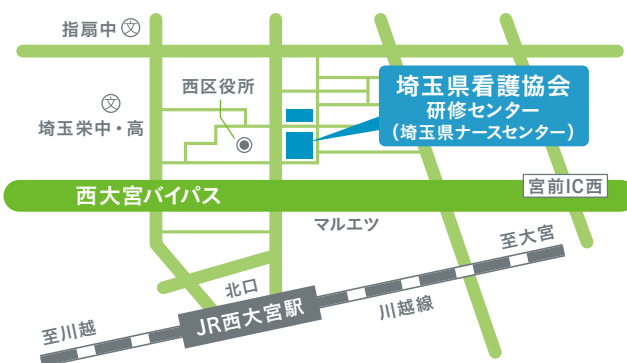 指扇中
文
西区役所
文
埼玉栄中・高
埼玉県看護協会
研修センター
(埼玉県ナースセンター)
西大宮バイパス
宮前IC西
マルエツ
至大宮
北口
JR西大宮駅
川越線
至川越